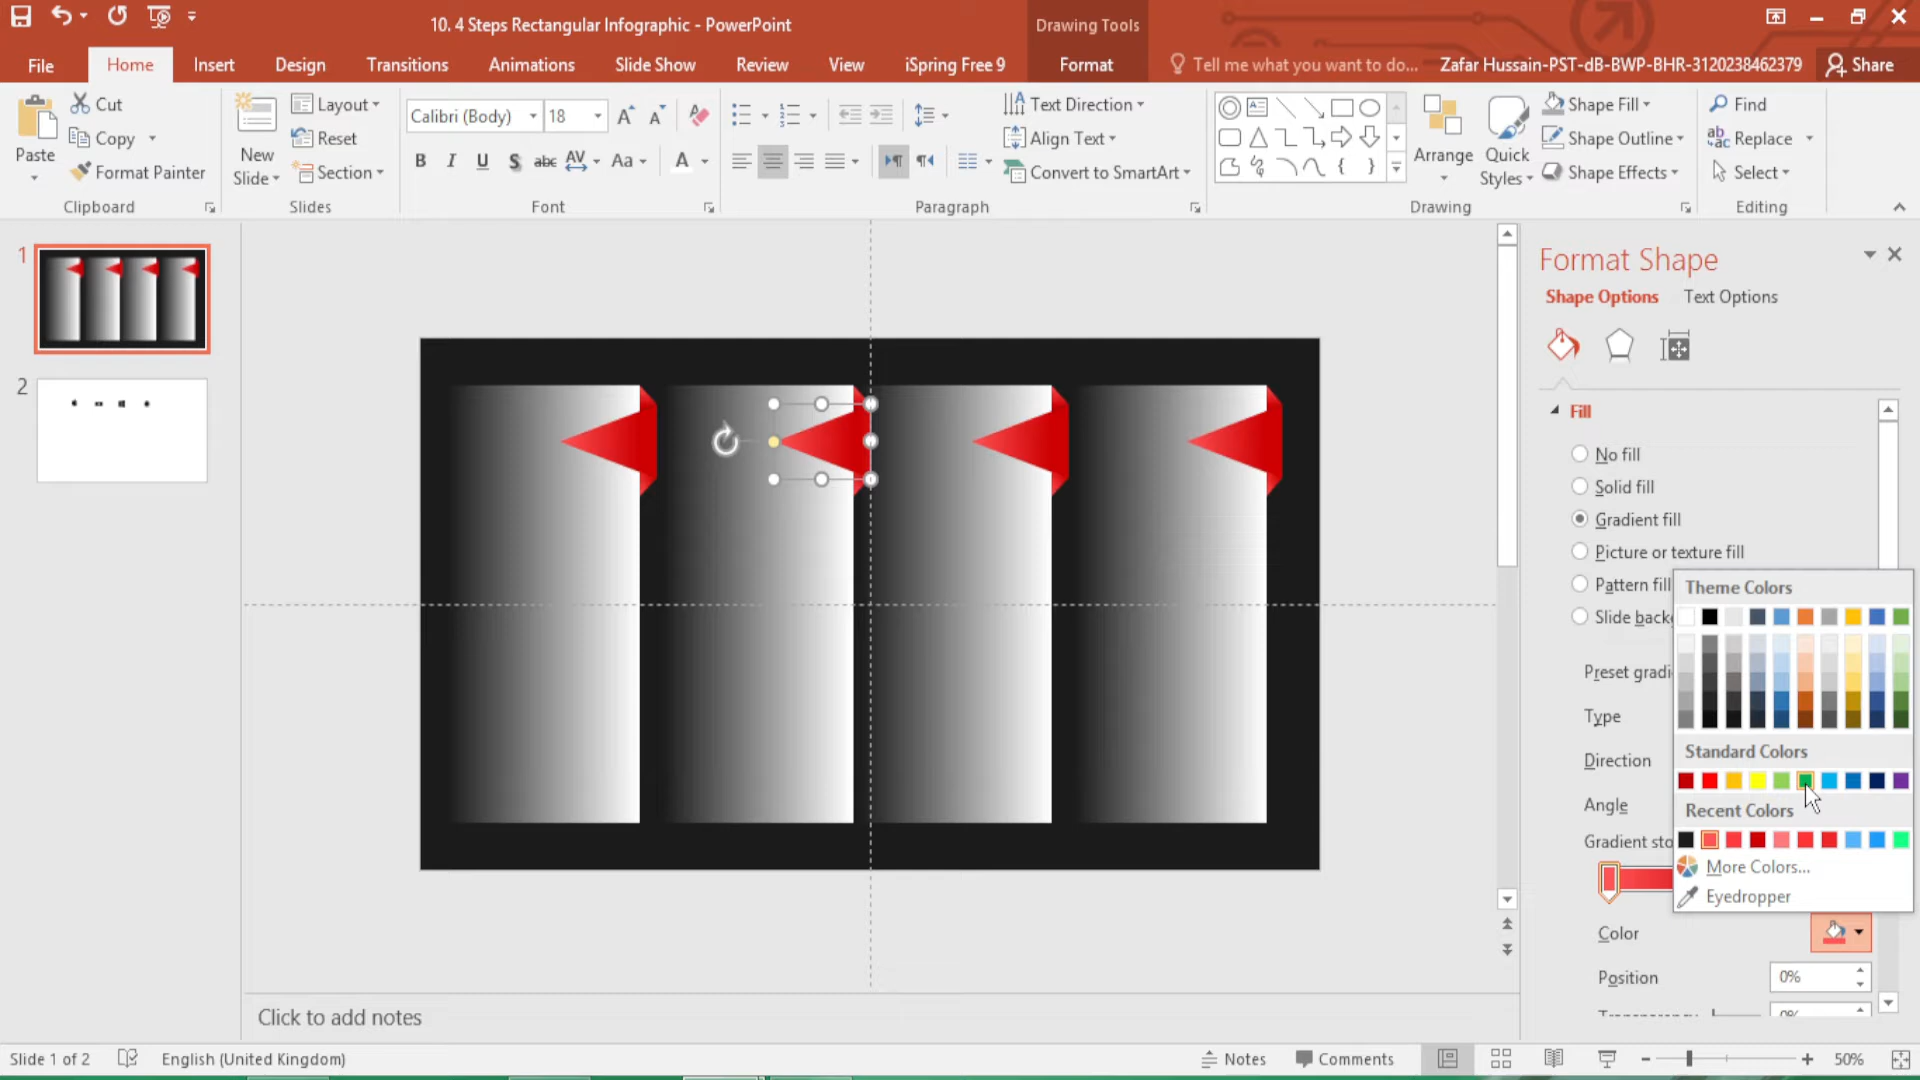 10. 4 Steps Rectangular Infographic - PowerPoint
Drawing Tools
File
Home
Insert
Design
Transitions
Animations
Slide Show
Review
View
iSpring Free 9
Format
Tell me what you want to do...
Zafar Hussain-PST-dB-BWP-BHR-3120238462379
Share
Paste
Cut
Copy
Format Painter
Clipboard
New
Slide
Layout
Reset
Section
Slides
Calibri (Body)
18
B I U S abc AV Aa A
Font
Text Direction
Align Text
Convert to SmartArt
Paragraph
Arrange
Quick
Styles
Shape Fill
Shape Outline
Shape Effects
Drawing
Find
Replace
Select
Editing
1
2
Format Shape
Shape Options
Text Options
Fill
No fill
Solid fill
Gradient fill
Picture or texture fill
Pattern fill
Slide back
Preset gradi
Type
Direction
Angle
Gradient sto
Color
Position
0%
Theme Colors
Standard Colors
Recent Colors
More Colors...
Eyedropper
Click to add notes
Slide 1 of 2
English (United Kingdom)
Notes
Comments
50%